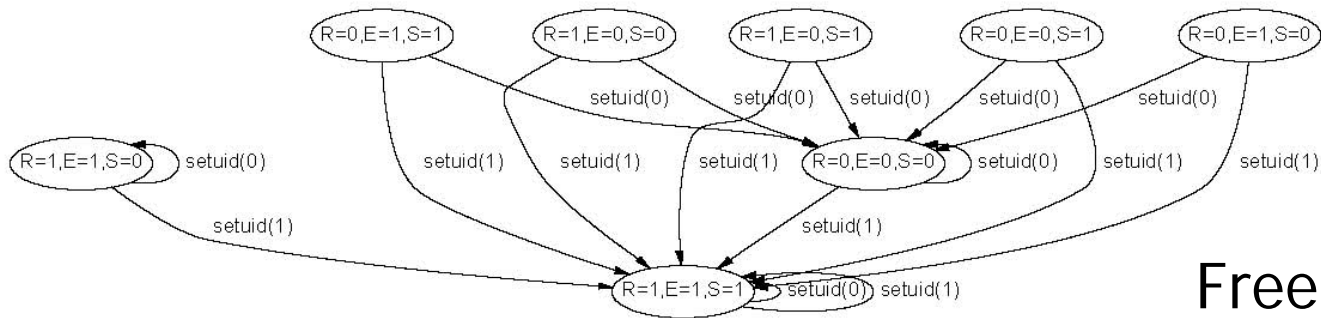 R=0,E=1,S=1 R=1,E=0,S=0 R=1,E=0,S=1 R=0,E=0,S=1 R=0,E=1,S=0
setuid(0) setuid(0) setuid(0) setuid(0) setuid(0)
R=1,E=1,S=0 setuid(0) setuid(1) setuid(1) setuid(1) R=0,E=0,S=0 setuid(0) setuid(1) setuid(1)
setuid(1) setuid(1)
R=1,E=1,S=1 setuid(0) setuid(1)
Free